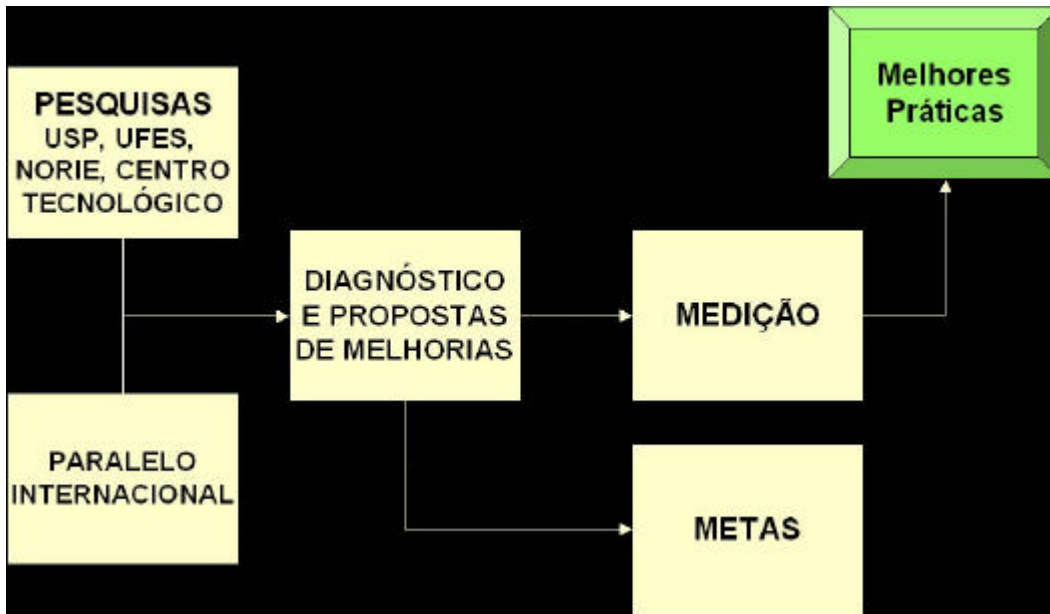 Melhores
Práticas
PESQUISAS
USP, UFES,
NORIE, CENTRO
TECNOLÓGICO
DIAGNÓSTICO
E PROPOSTAS
DE MELHORIAS
MEDIÇÃO
PARALELO
INTERNACIONAL
METAS